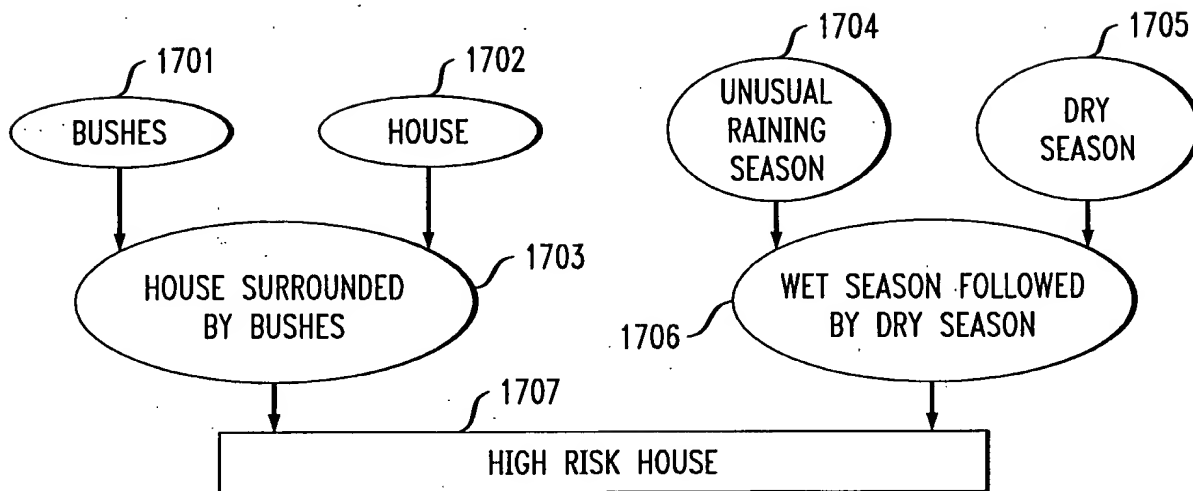 1701
1702
1704
1705
BUSHES
HOUSE
UNUSUAL
RAINING
SEASON
DRY
SEASON
1703
HOUSE SURROUNDED
BY BUSHES
WET SEASON FOLLOWED
BY DRY SEASON
1706
1707
HIGH RISK HOUSE